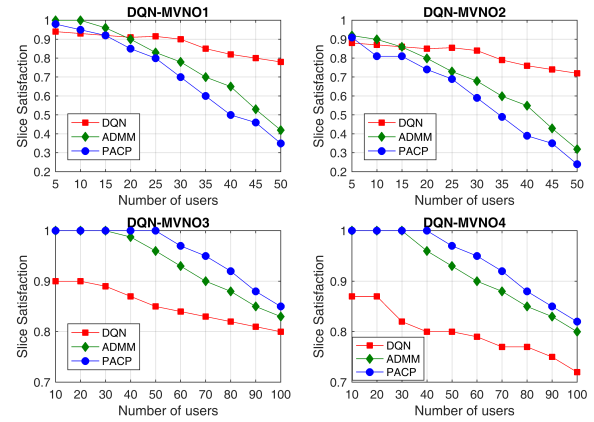 DQN-MVNO1
1
0.9
0.8
0.7
0.6
0.5
0.4
0.3
0.2
Slice Satisfaction
DQN
ADMM
PACP
5 10 15 20 25 30 35 40 45 50
Number of users
DQN-MVNO2
1
0.9
0.8
0.7
0.6
0.5
0.4
0.3
0.2
Slice Satisfaction
DQN
ADMM
PACP
5 10 15 20 25 30 35 40 45 50
Number of users
DQN-MVNO3
1
0.9
0.8
0.7
Slice Satisfaction
DQN
ADMM
PACP
10 20 30 40 50 60 70 80 90 100
Number of users
DQN-MVNO4
1
0.9
0.8
0.7
Slice Satisfaction
DQN
ADMM
PACP
10 20 30 40 50 60 70 80 90 100
Number of users